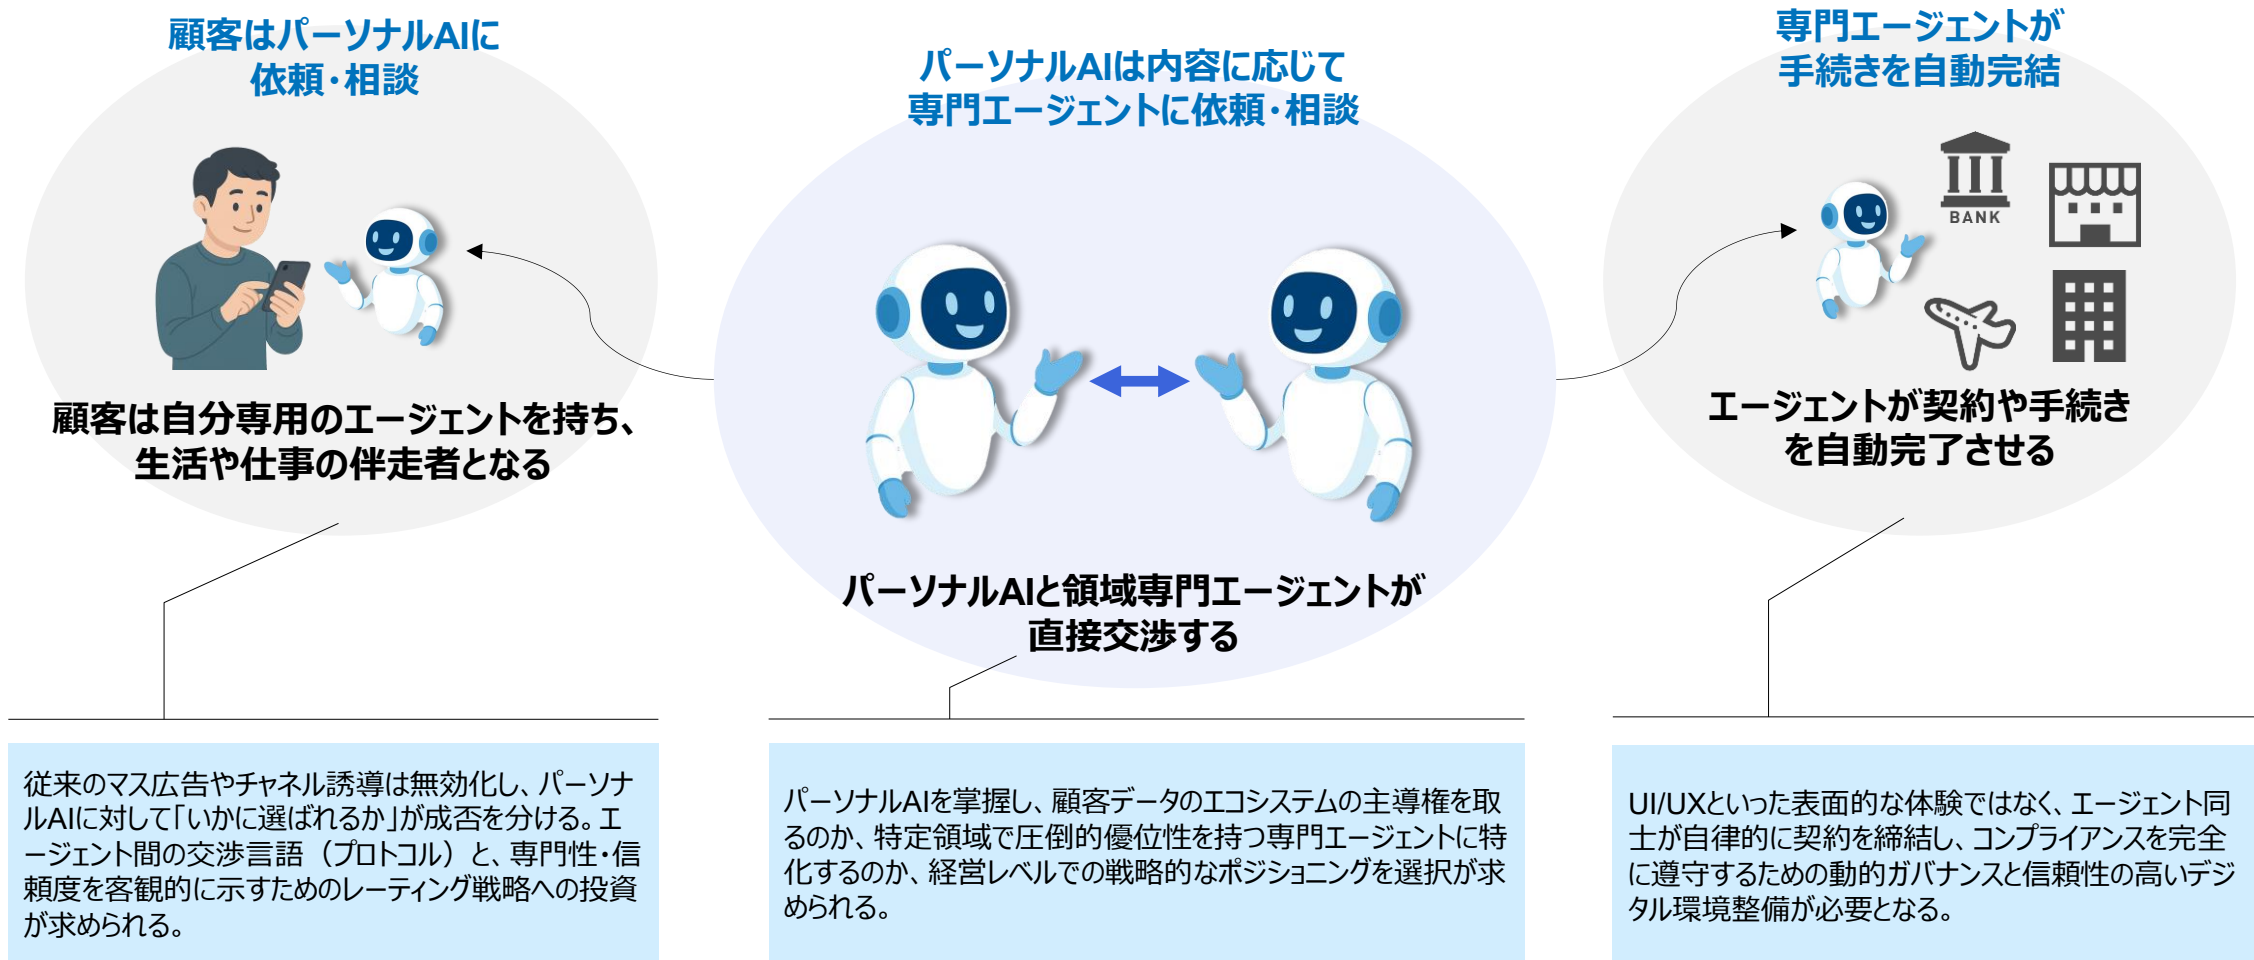 顧客はパーソナルAIに
依頼・相談
顧客は自分専用のエージェントを持ち、
生活や仕事の伴走者となる
従来のマス広告やチャネル誘導は無効化し、パーソナ
ルAIに対して「いかに選ばれるか」が成否を分ける。エ
ージェント間の交渉言語（プロトコル）と、専門性・信
頼度を客観的に示すためのレーティング戦略への投資
が求められる。
パーソナルAIは内容に応じて
専門エージェントに依頼・相談
パーソナルAIと領域専門エージェントが
直接交渉する
パーソナルAIを掌握し、顧客データのエコシステムの主導権を取
るのか、特定領域で圧倒的優位性を持つ専門エージェントに特
化するのか、経営レベルでの戦略的なポジショニングを選択が求
められる。
専門エージェントが
手続きを自動完結
BANK
エージェントが契約や手続き
を自動完了させる
UI/UXといった表面的な体験ではなく、エージェント同
士が自律的に契約を締結し、コンプライアンスを完全
に遵守するための動的ガバナンスと信頼性の高いデジ
タル環境整備が必要となる。